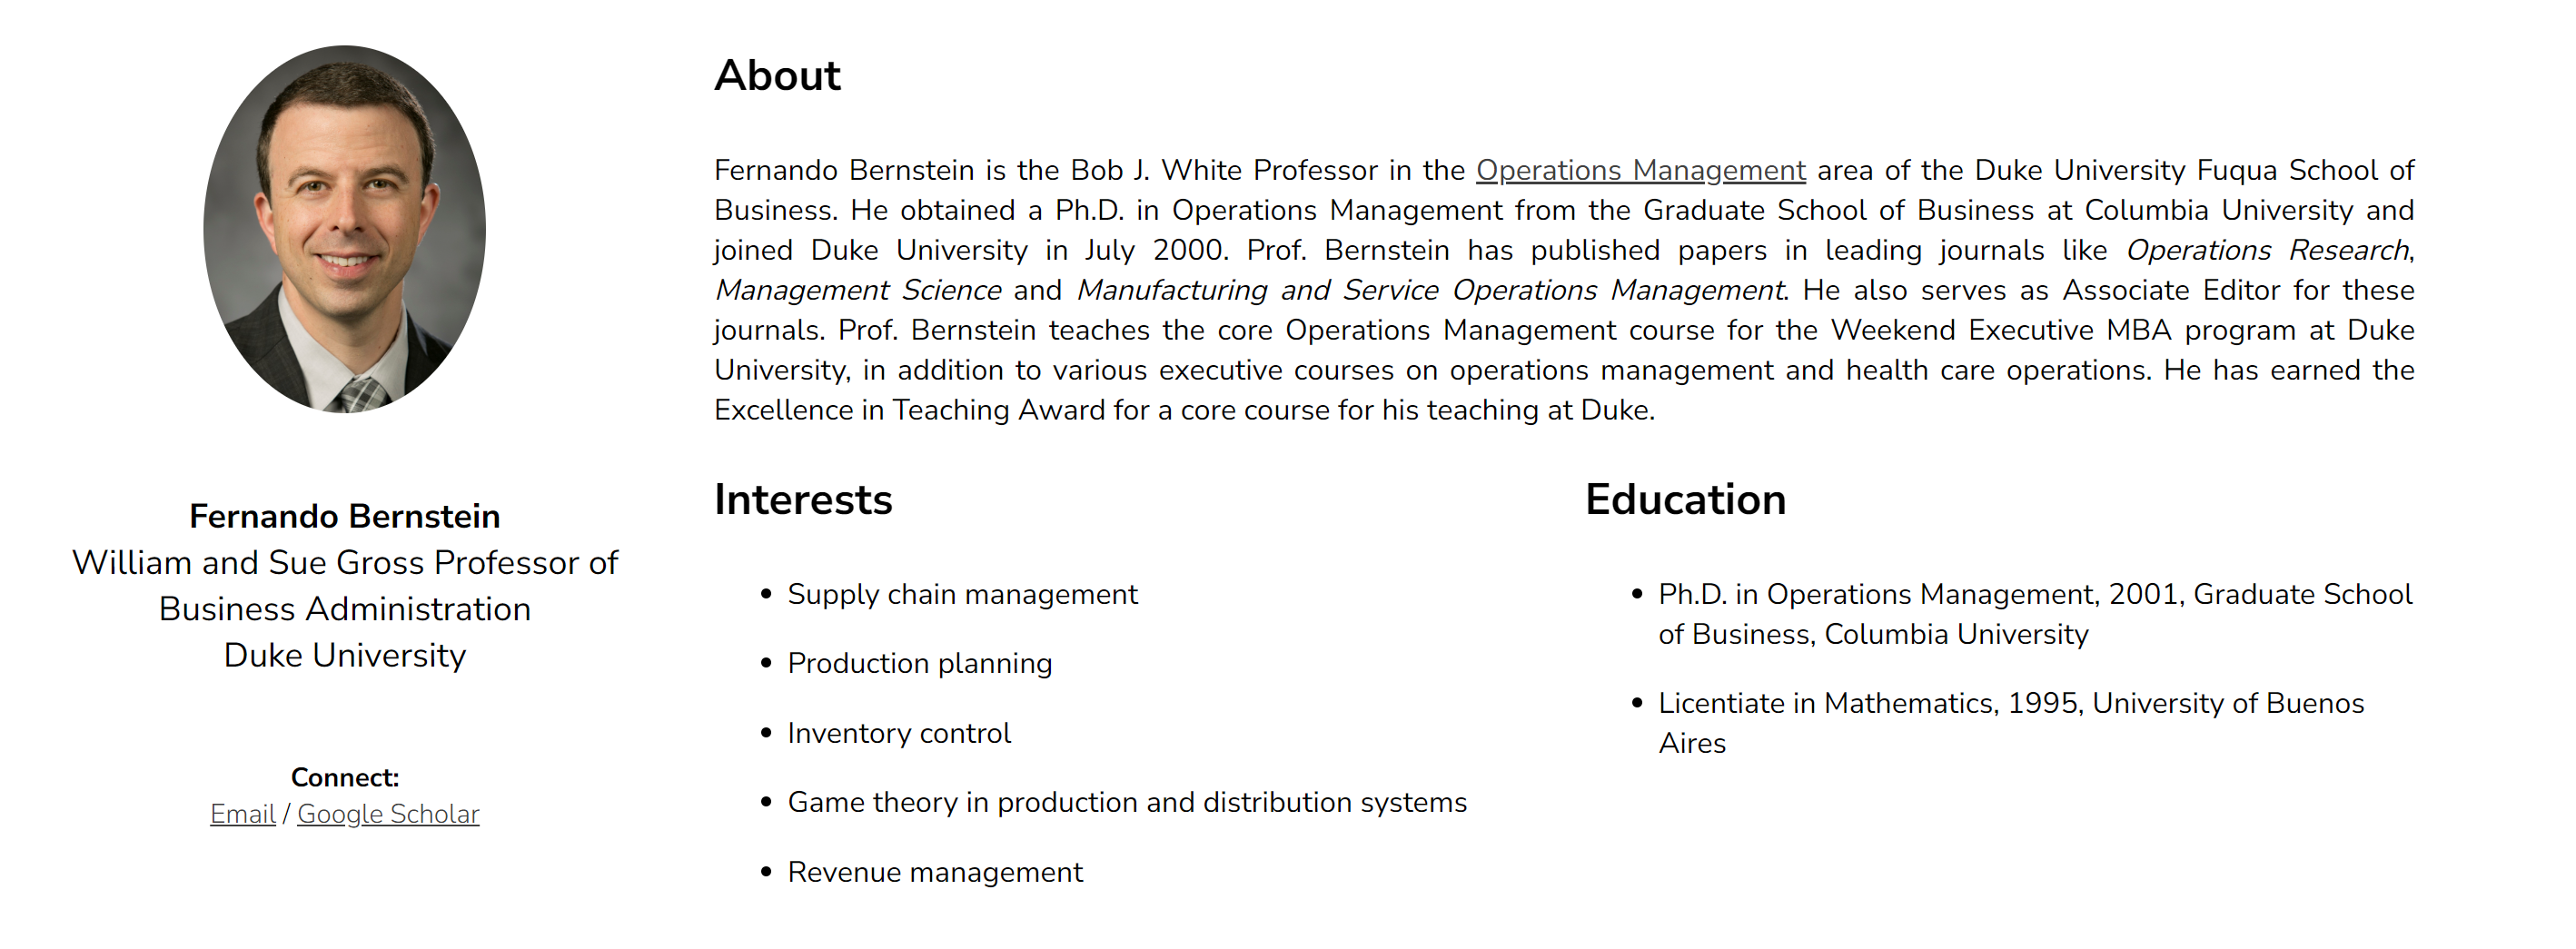 Fernando Bernstein
William and Sue Gross Professor of
Business Administration
Duke University
Connect:
Email / Google Scholar
About
Fernando Bernstein is the Bob J. White Professor in the Operations Management area of the Duke University Fuqua School of
Business. He obtained a Ph.D. in Operations Management from the Graduate School of Business at Columbia University and
joined Duke University in July 2000. Prof. Bernstein has published papers in leading journals like Operations Research,
Management Science and Manufacturing and Service Operations Management. He also serves as Associate Editor for these
journals. Prof. Bernstein teaches the core Operations Management course for the Weekend Executive MBA program at Duke
University, in addition to various executive courses on operations management and health care operations. He has earned the
Excellence in Teaching Award for a core course for his teaching at Duke.
Interests
• Supply chain management
• Production planning
• Inventory control
• Game theory in production and distribution systems
• Revenue management
Education
• Ph.D. in Operations Management, 2001, Graduate School
of Business, Columbia University
• Licentiate in Mathematics, 1995, University of Buenos
Aires